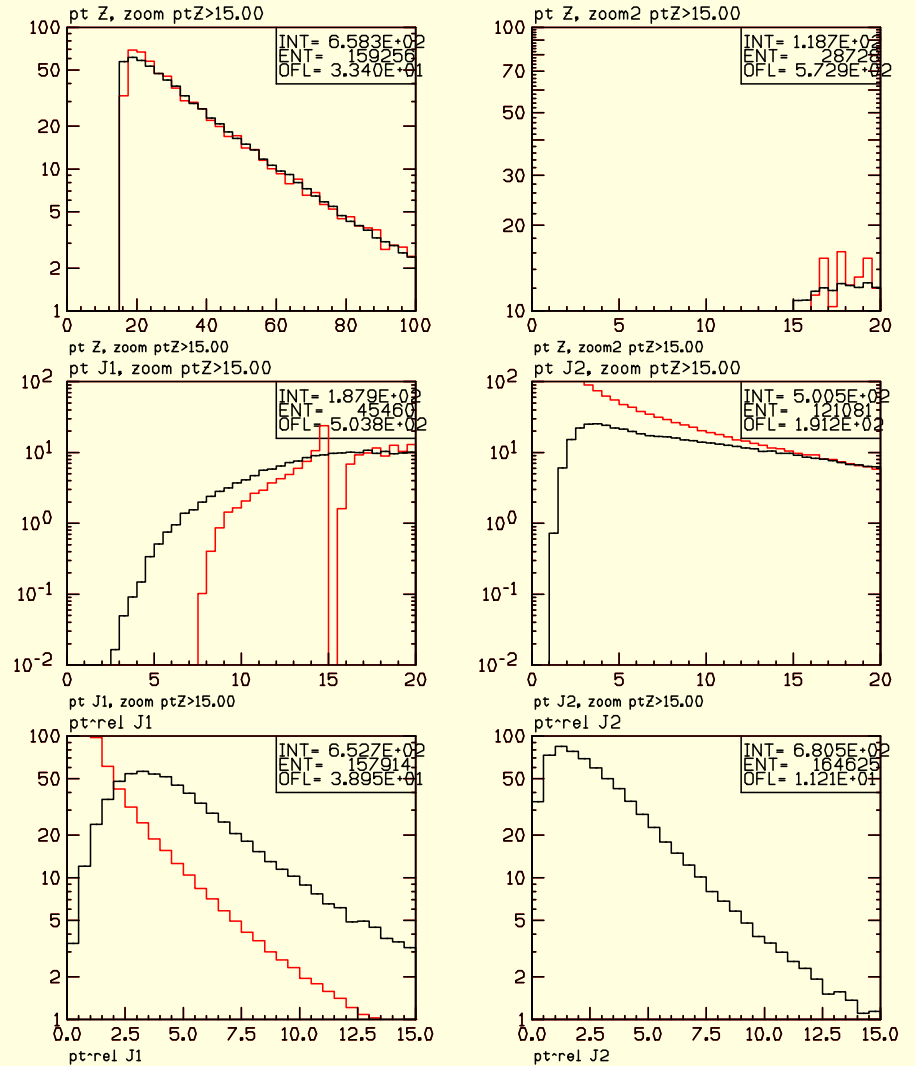 pt Z, zoom ptZ>15.00
INT= 6.583E+02
ENT= 159256
OFL= 3.340E+01
100
50
20
10
5
2
1
0 20 40 60 80 100
pt Z, zoom ptZ>15.00
pt Z, zoom2 ptZ>15.00
INT= 1.187E+02
ENT= 28728
OFL= 5.729E+02
100
70
50
30
20
10
0 5 10 15 20
pt Z, zoom2 ptZ>15.00
pt J1, zoom ptZ>15.00
INT= 1.879E+02
ENT= 45460
OFL= 5.038E+02
10^2
10^1
10^0
10^-1
10^-2
0 5 10 15 20
pt J1, zoom ptZ>15.00
pt J2, zoom ptZ>15.00
INT= 5.005E+02
ENT= 121081
OFL= 1.912E+02
10^2
10^1
10^0
10^-1
10^-2
0 5 10 15 20
pt J2, zoom ptZ>15.00
pt~rel J1
INT= 6.527E+02
ENT= 157914
OFL= 3.895E+01
100
50
20
10
5
2
1
0.0 2.5 5.0 7.5 10.0 12.5 15.0
pt~rel J1
pt~rel J2
INT= 6.805E+02
ENT= 164625
OFL= 1.121E+01
100
50
20
10
5
2
1
0.0 2.5 5.0 7.5 10.0 12.5 15.0
pt~rel J2